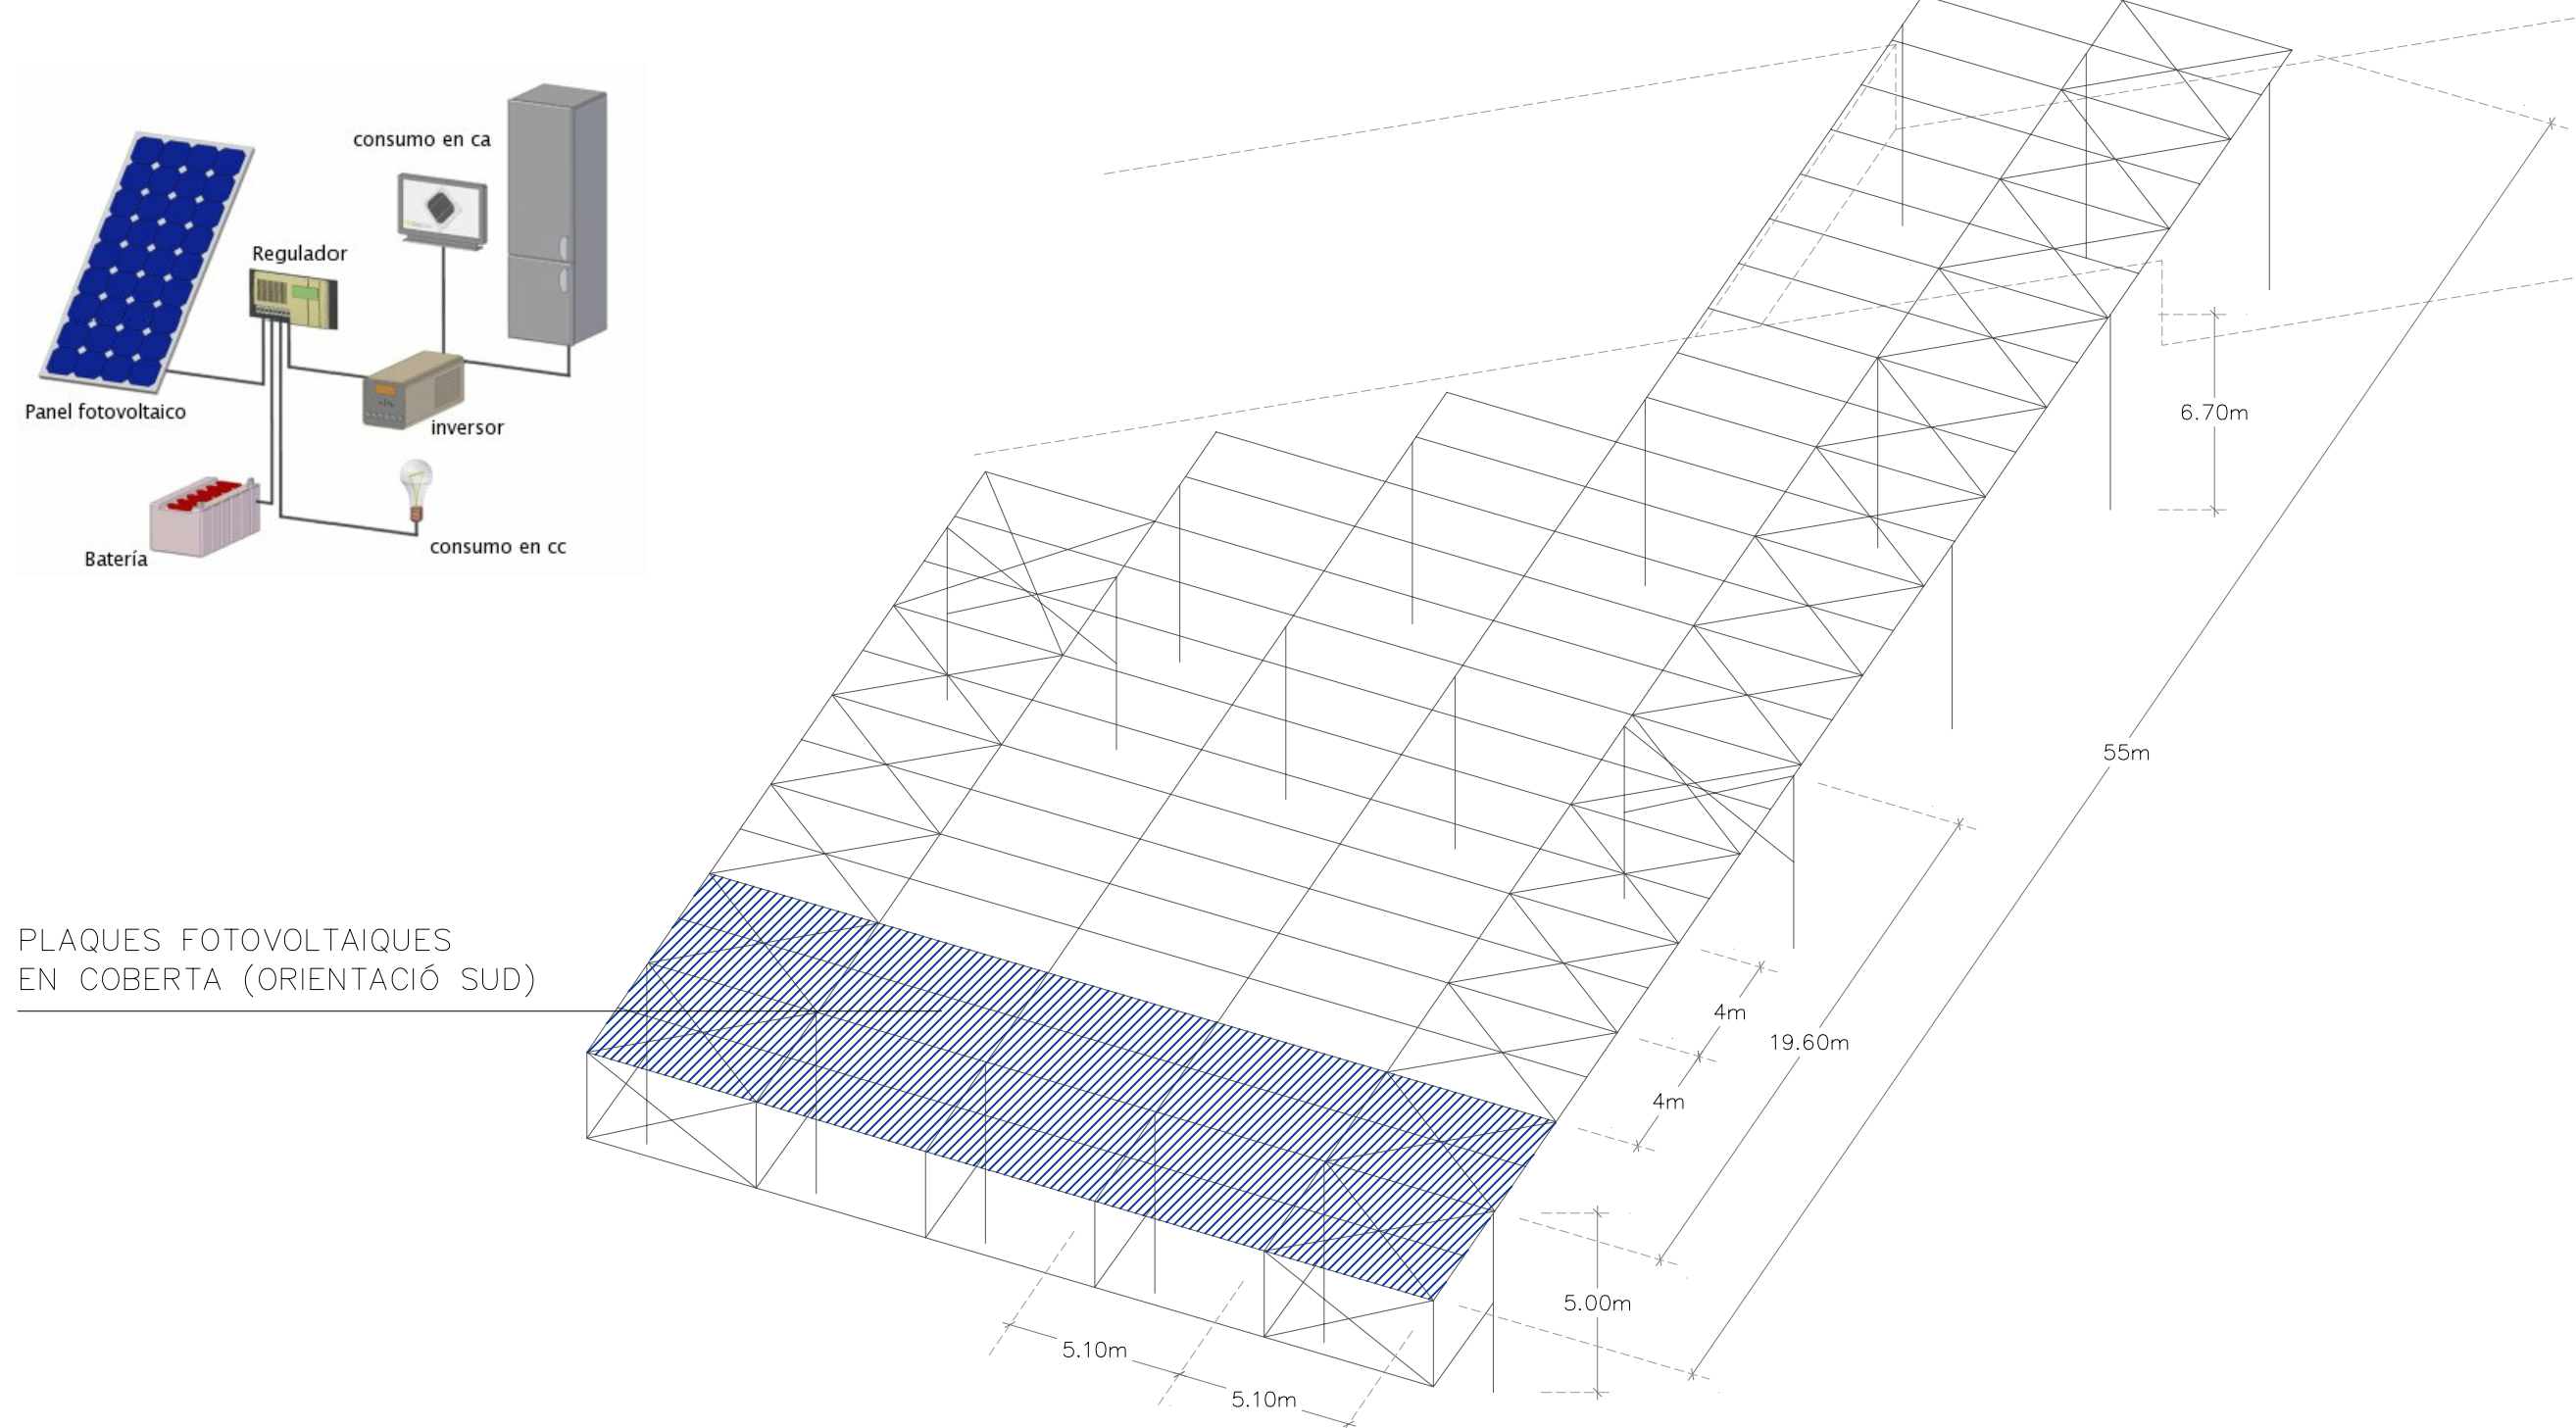 consumo en ca
Regulador
Panel fotovoltaico
inversor
Batería
consumo en cc
PLAQUES FOTOVOLTAIQUES
EN COBERTA (ORIENTACIÓ SUD)
6.70m
55m
4m
19.60m
4m
5.00m
5.10m
5.10m